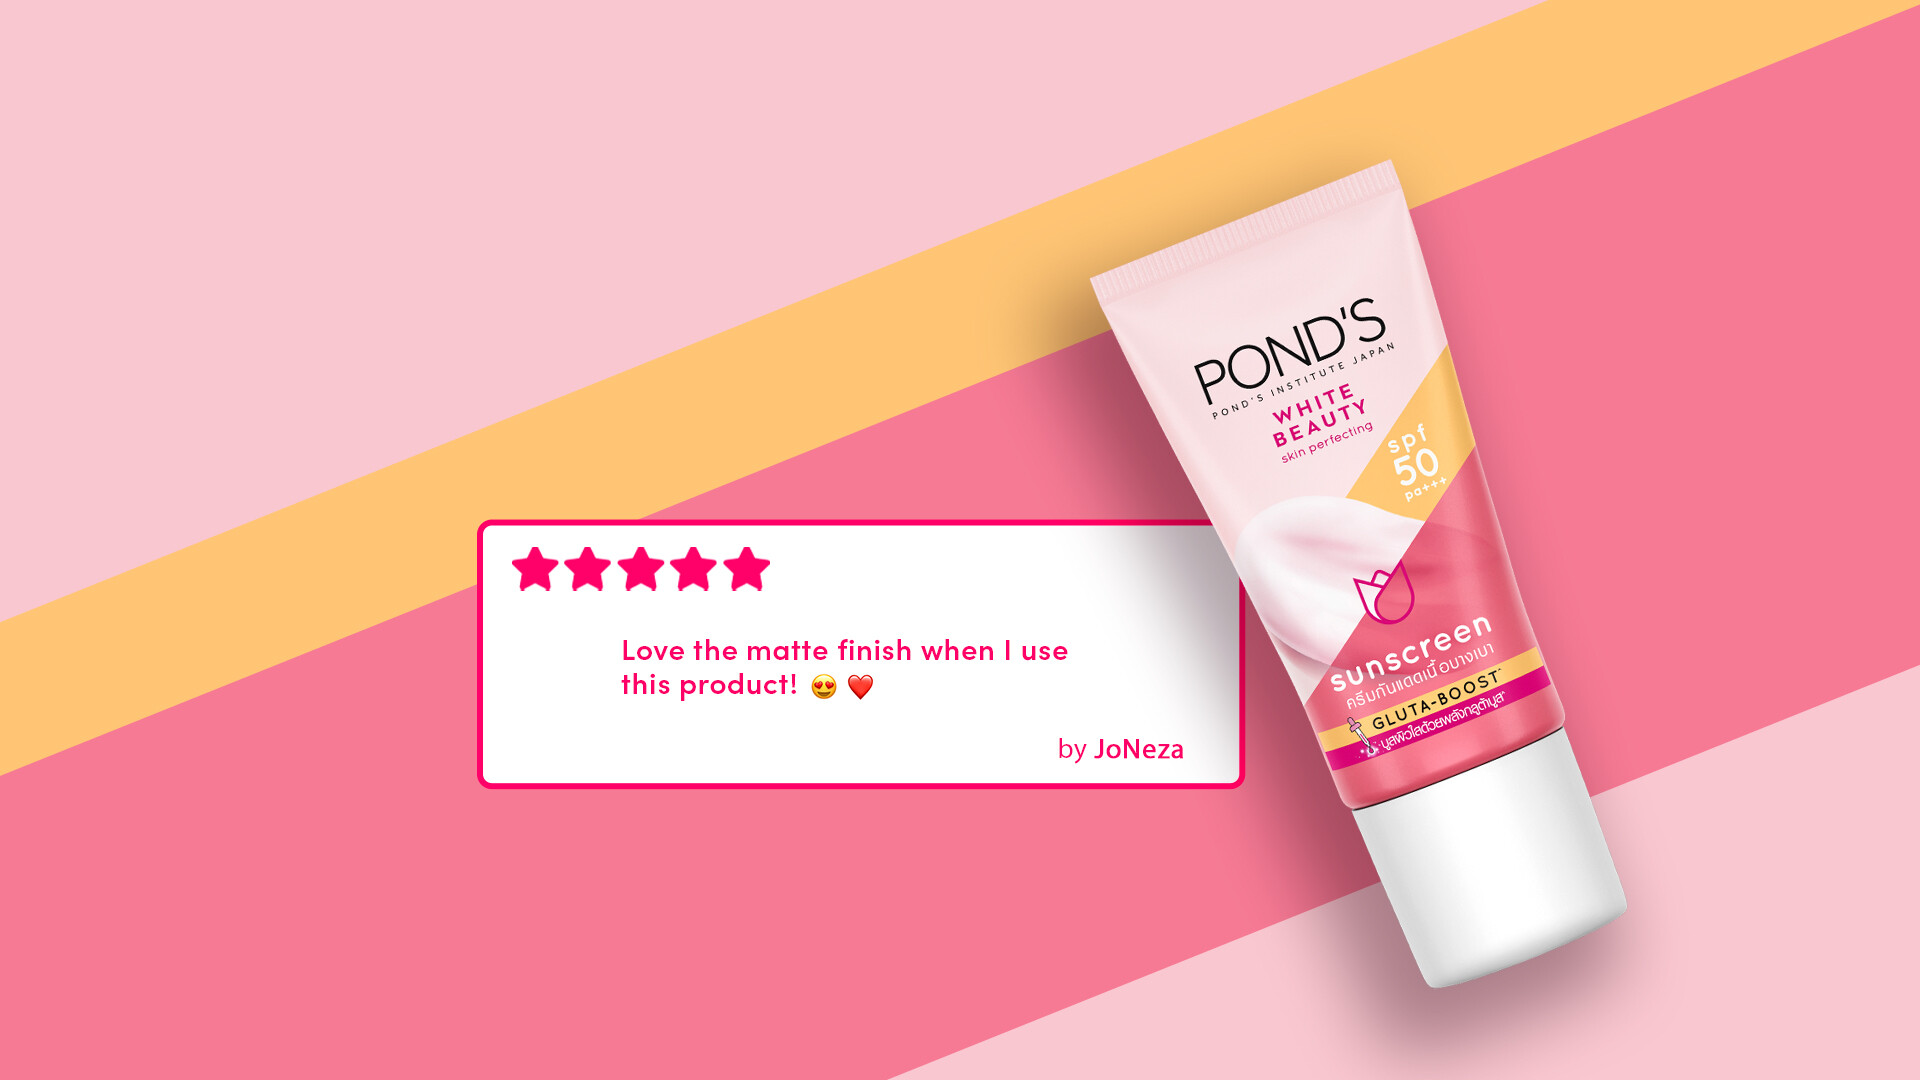 Love the matte finish when I use
this product! 😍 ❤️
by JoNeza
POND'S
POND'S INSTITUTE JAPAN
WHITE
BEAUTY
skin perfecting
spf
50
pa+++
sunscreen
ครีมกันแดดเนื้อบางเบา
GLUTA-BOOST^
บูสผิวใสด้วยพลังกลูต้าบูส^